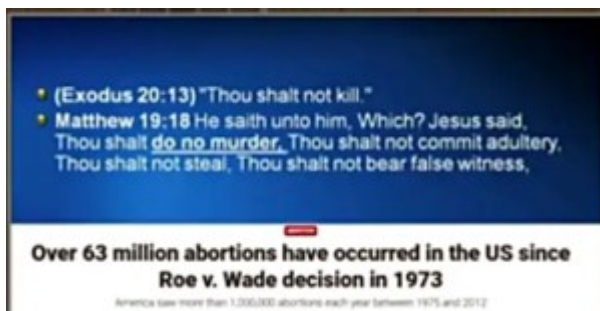 (Exodus 20:13) "Thou shalt not kill."
Matthew 19:18 He saith unto him, Which? Jesus said,
Thou shalt do no murder, Thou shalt not commit adultery,
Thou shalt not steal, Thou shalt not bear false witness,
Over 63 million abortions have occurred in the US since
Roe v. Wade decision in 1973
America saw more than 1,000,000 abortions each year between 1975 and 2012